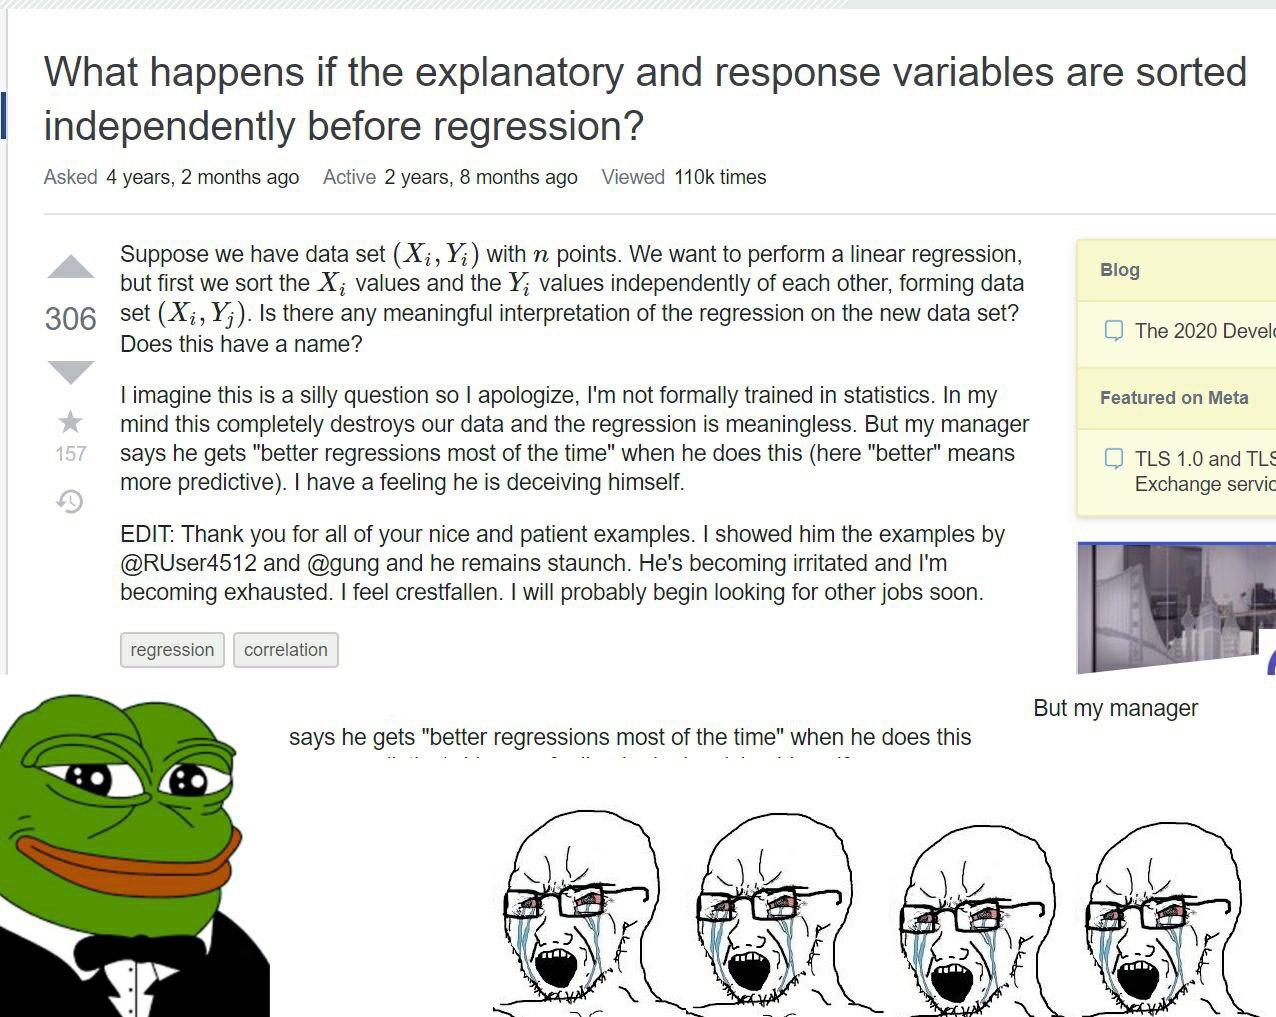 What happens if the explanatory and response variables are sorted
independently before regression?
Asked 4 years, 2 months ago Active 2 years, 8 months ago Viewed 110k times
306
157
Suppose we have data set (Xᵢ, Yᵢ) with n points. We want to perform a linear regression,
but first we sort the Xᵢ values and the Yᵢ values independently of each other, forming data
set (Xᵢ, Yⱼ). Is there any meaningful interpretation of the regression on the new data set?
Does this have a name?
I imagine this is a silly question so I apologize, I'm not formally trained in statistics. In my
mind this completely destroys our data and the regression is meaningless. But my manager
says he gets "better regressions most of the time" when he does this (here "better" means
more predictive). I have a feeling he is deceiving himself.
EDIT: Thank you for all of your nice and patient examples. I showed him the examples by
@RUser4512 and @gung and he remains staunch. He's becoming irritated and I'm
becoming exhausted. I feel crestfallen. I will probably begin looking for other jobs soon.
regression correlation
Blog
The 2020 Develo
Featured on Meta
TLS 1.0 and TLS
Exchange servic
But my manager
says he gets "better regressions most of the time" when he does this